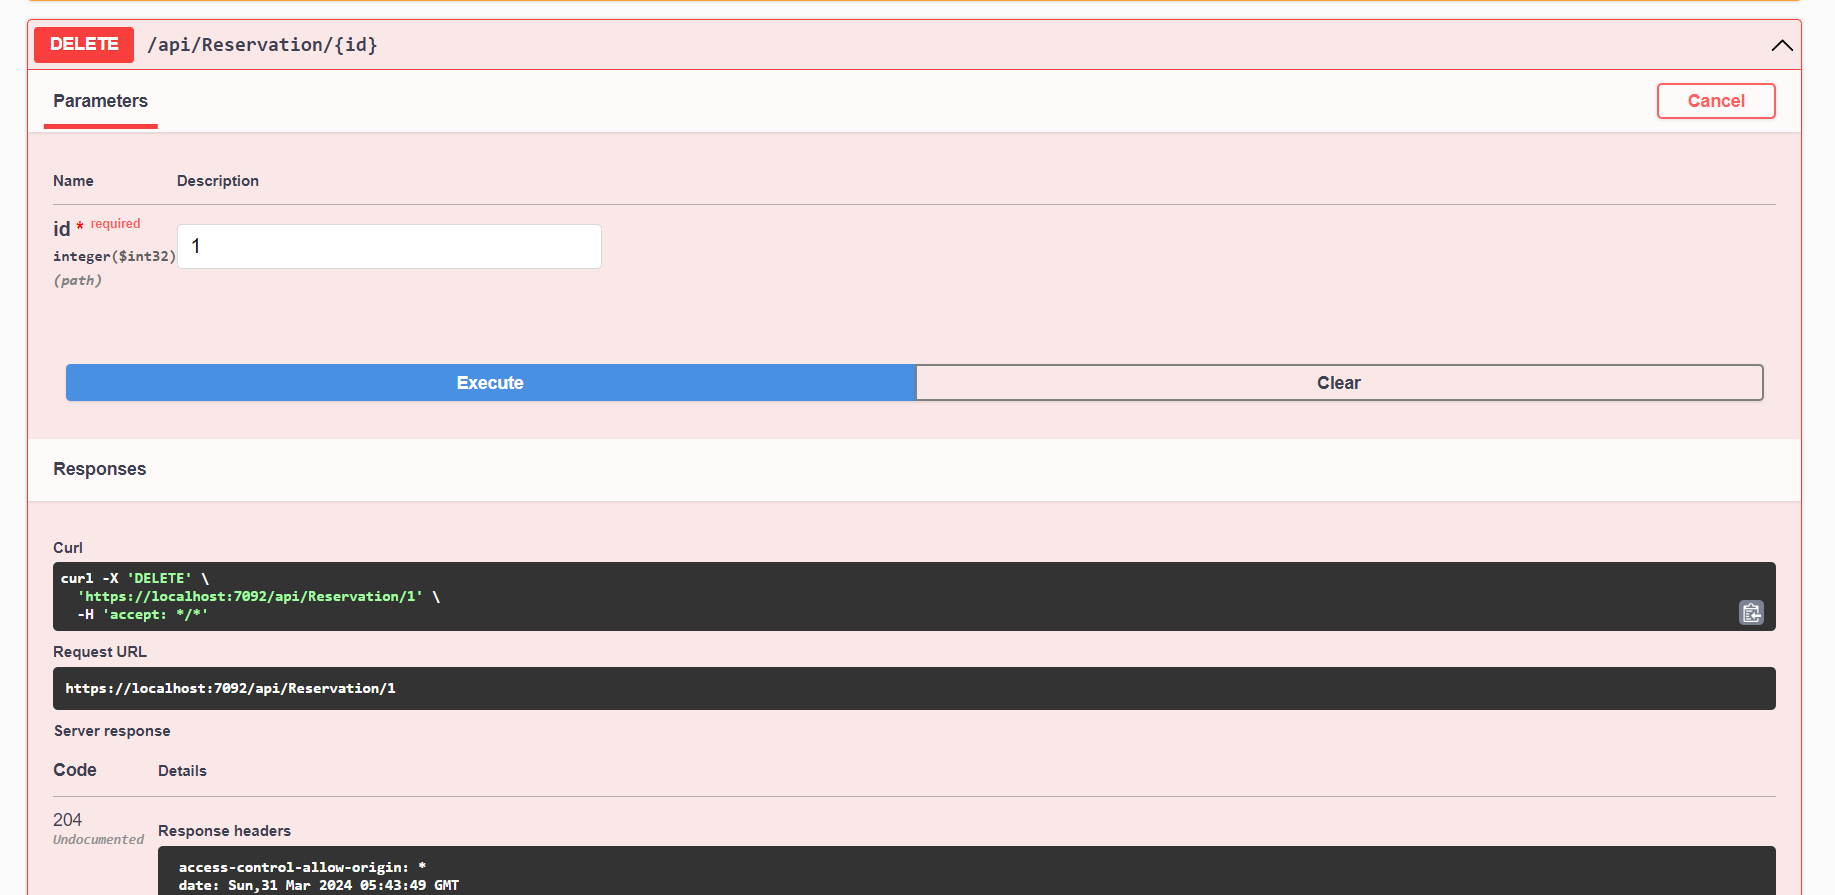 DELETE /api/Reservation/{id}
Parameters
Cancel
Name Description
id * required
integer($int32)
(path)
1
Execute Clear
Responses
Curl
curl -X 'DELETE' \
'https://localhost:7092/api/Reservation/1' \
-H 'accept: */*'
Request URL
https://localhost:7092/api/Reservation/1
Server response
Code Details
204
Undocumented
Response headers
access-control-allow-origin: *
date: Sun,31 Mar 2024 05:43:49 GMT